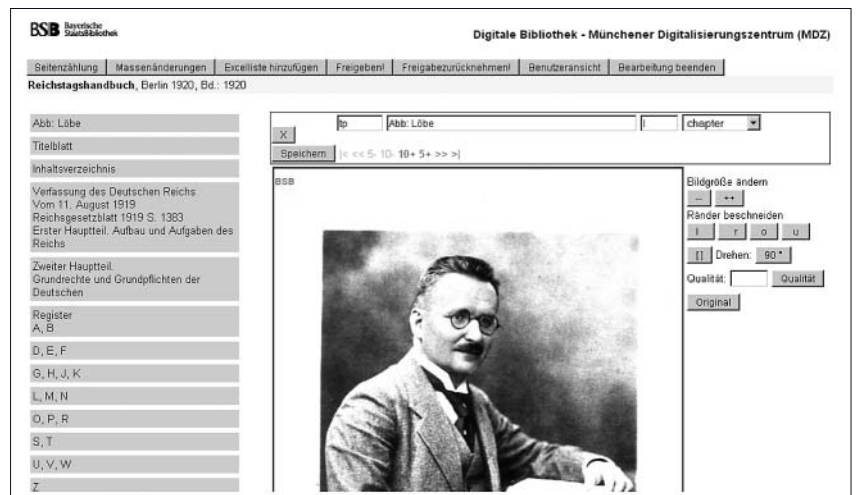 BSB Bayerische
StaatsBibliothek
Digitale Bibliothek - Münchener Digitalisierungszentrum (MDZ)
Seitenzählung Massenänderungen Excelliste hinzufügen Freigeben! Freigabezurücknehmen! Benutzeransicht Bearbeitung beenden
Reichstagshandbuch, Berlin 1920, Bd.: 1920
Abb: Löbe
Titelblatt
Inhaltsverzeichnis
Verfassung des Deutschen Reichs
Vom 11. August 1919
Reichsgesetzblatt 1919 S. 1383
Erster Hauptteil. Aufbau und Aufgaben des
Reichs
Zweiter Hauptteil.
Grundrechte und Grundpflichten der
Deutschen
Register
A, B
D, E, F
G, H, J, K
L, M, N
O, P, R
S, T
U, V, W
Z
tp Abb: Löbe chapter
X
Speichern |< << 5- 10- 10+ 5+ >> >|
BSB
Bildgröße ändern
-- ++
Ränder beschneiden
l r o u
[] Drehen: 90 °
Qualität: Qualität
Original